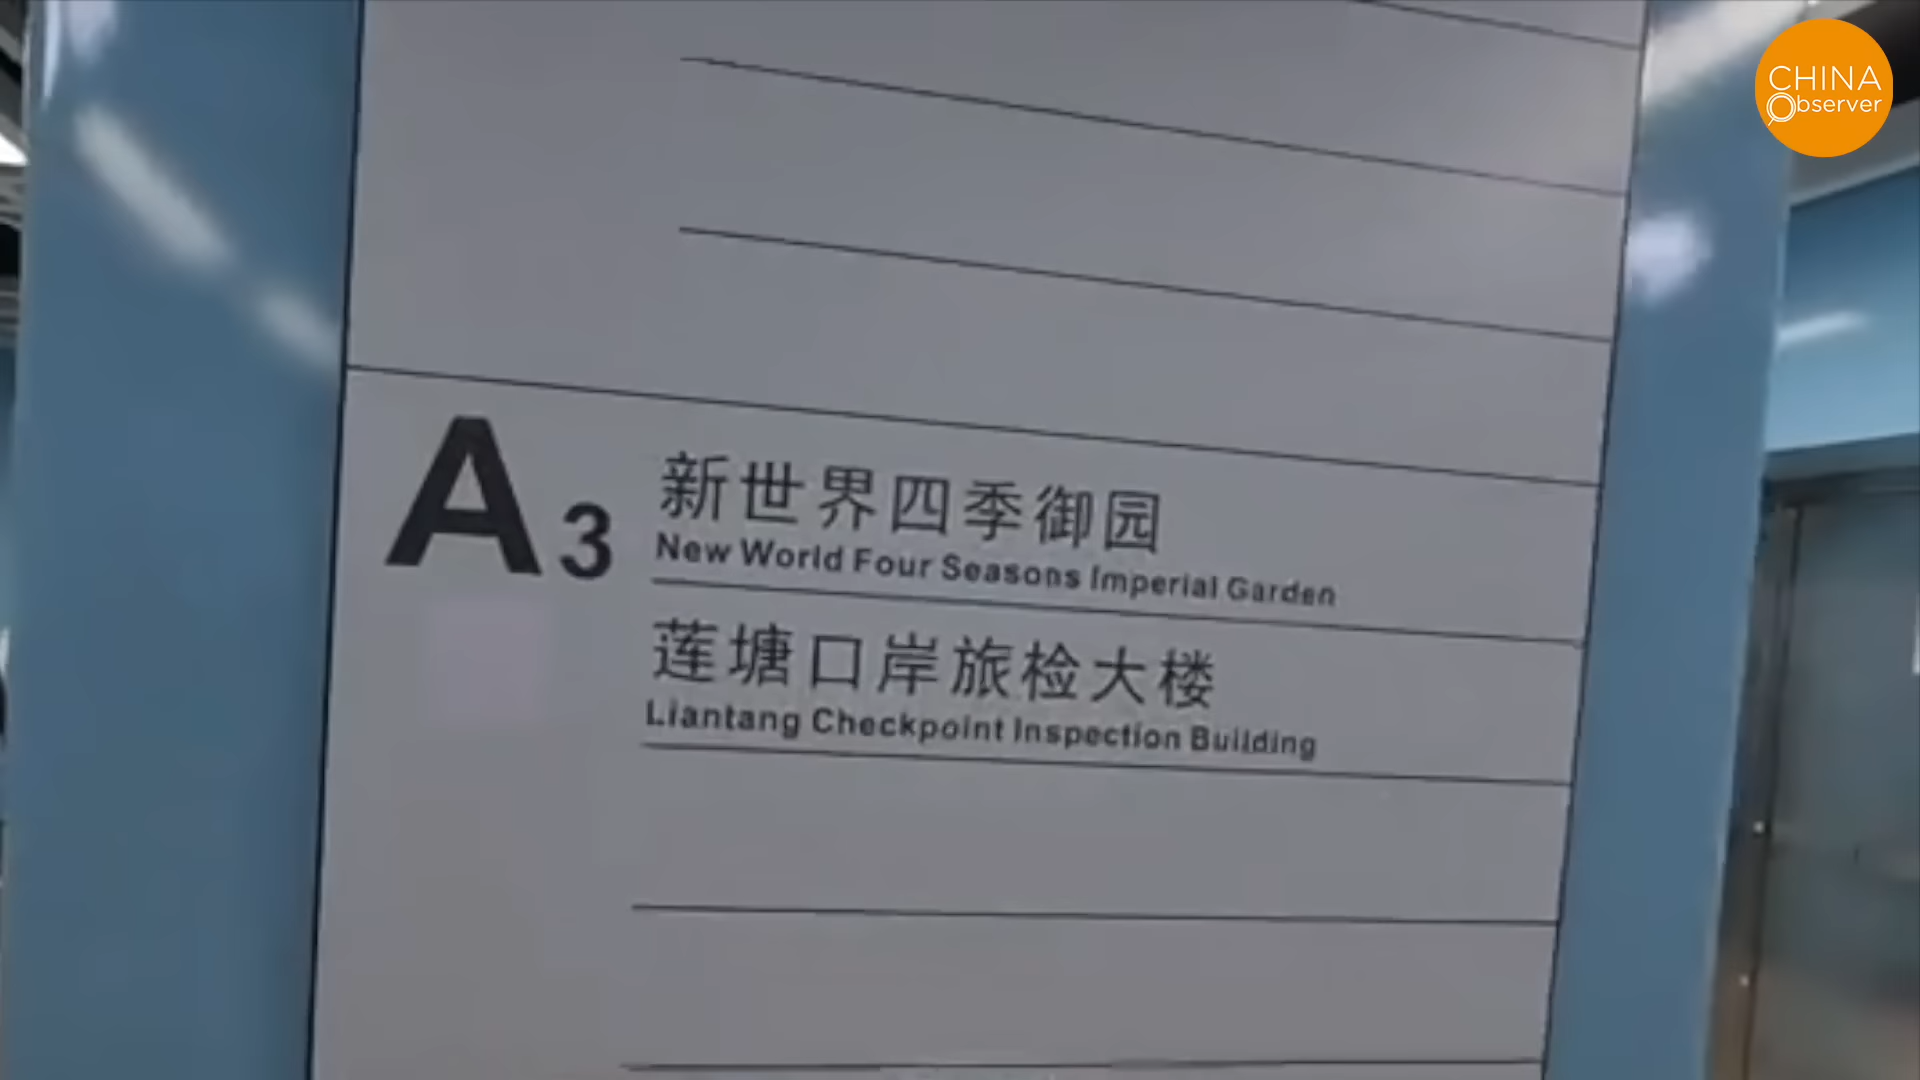 CHINA
Observer
A3
新世界四季御园
New World Four Seasons Imperial Garden
莲塘口岸旅检大楼
Liantang Checkpoint Inspection Building